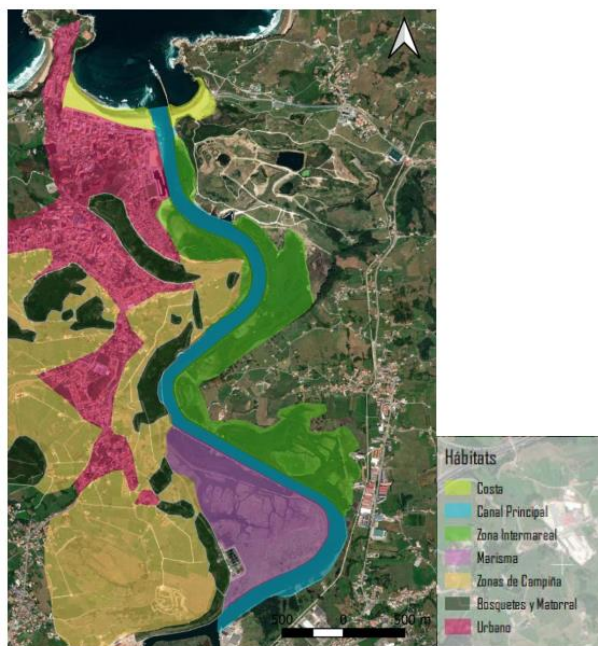 Hábitats
Costa
Canal Principal
Zona Intermareal
Marisma
Zonas de Campiña
Bosquetes y Matorral
Urbano
500 0 500 m